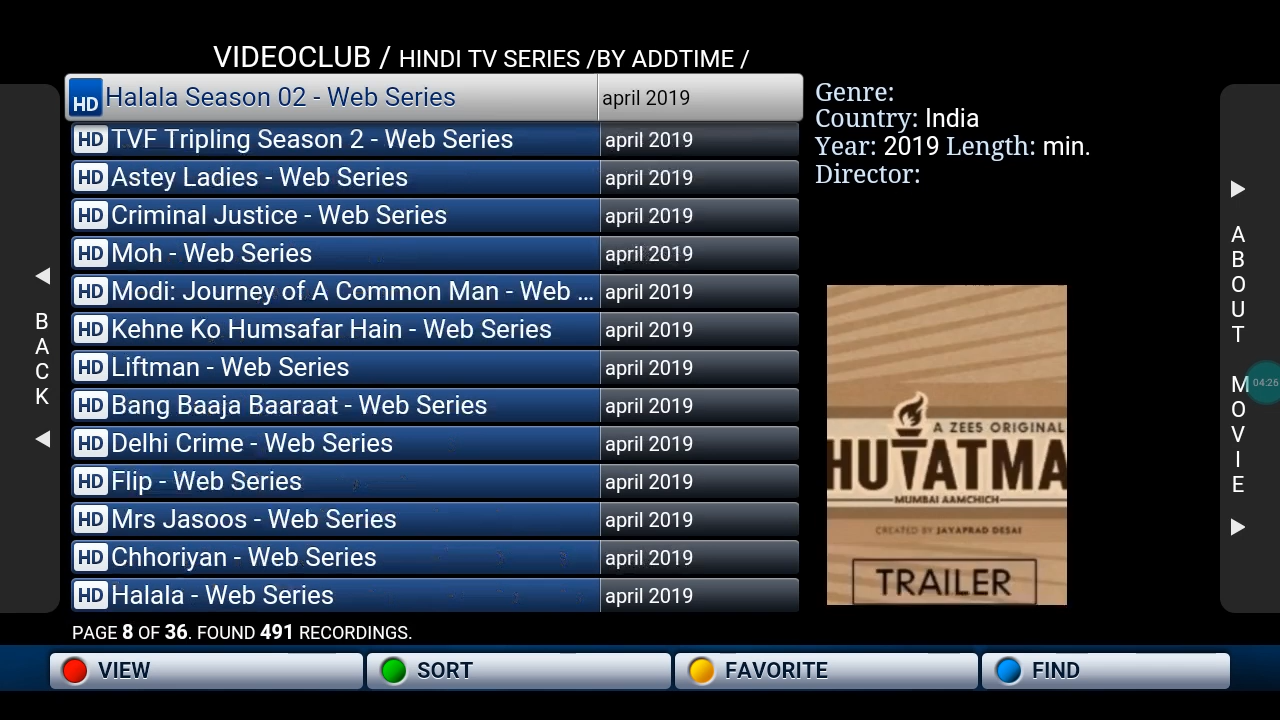 VIDEOCLUB / HINDI TV SERIES /BY ADDTIME /
HD Halala Season 02 - Web Series april 2019
HD TVF Tripling Season 2 - Web Series april 2019
HD Astey Ladies - Web Series april 2019
HD Criminal Justice - Web Series april 2019
HD Moh - Web Series april 2019
HD Modi: Journey of A Common Man - Web ... april 2019
HD Kehne Ko Humsafar Hain - Web Series april 2019
HD Liftman - Web Series april 2019
HD Bang Baaja Baaraat - Web Series april 2019
HD Delhi Crime - Web Series april 2019
HD Flip - Web Series april 2019
HD Mrs Jasoos - Web Series april 2019
HD Chhoriyan - Web Series april 2019
HD Halala - Web Series april 2019
PAGE 8 OF 36. FOUND 491 RECORDINGS.
Genre:
Country: India
Year: 2019 Length: min.
Director:
A ZEE5 ORIGINAL
HUTATMA
MUMBAI AAMCHICH
CREATED BY JAYAPRAD DESAI
TRAILER
BACK
ABOUT MOVIE
04:26
VIEW SORT FAVORITE FIND